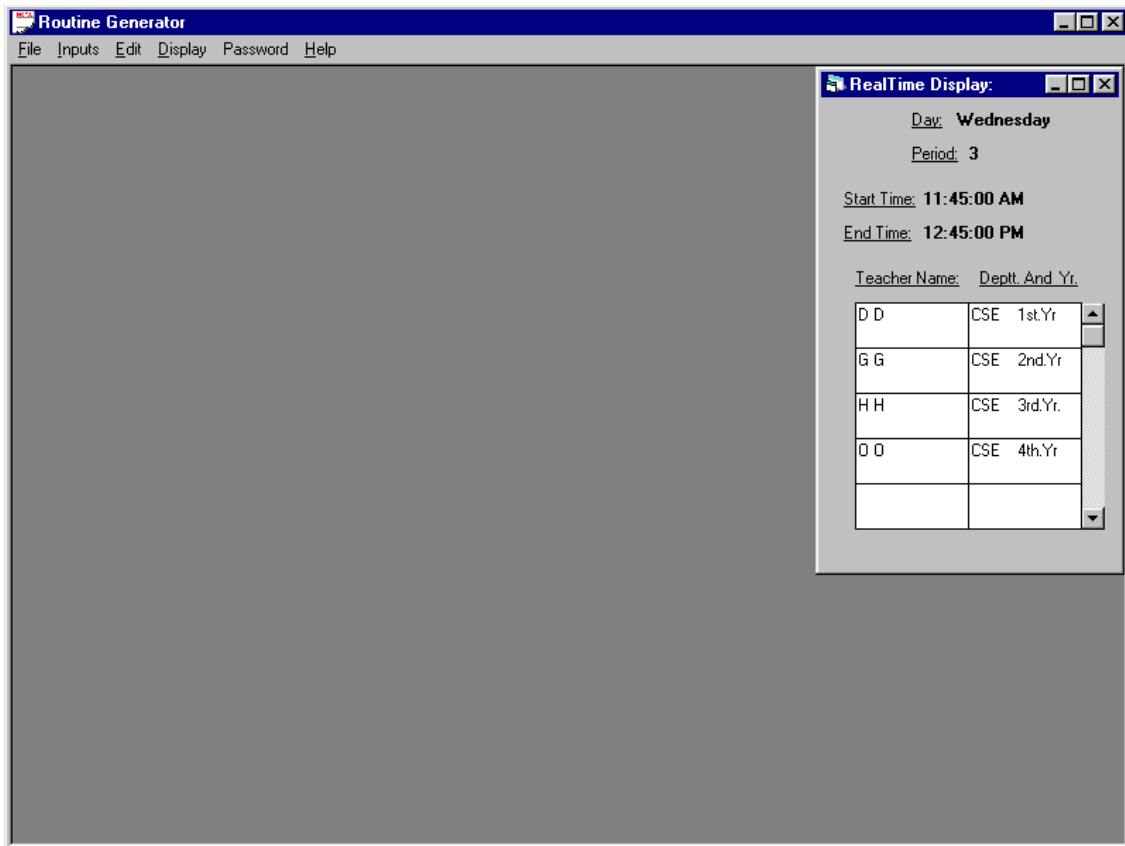 Routine Generator
File Inputs Edit Display Password Help
RealTime Display:
Day: Wednesday
Period: 3
Start Time: 11:45:00 AM
End Time: 12:45:00 PM
Teacher Name: Deptt. And Yr.
D D CSE 1st.Yr
G G CSE 2nd.Yr
H H CSE 3rd.Yr.
O O CSE 4th.Yr